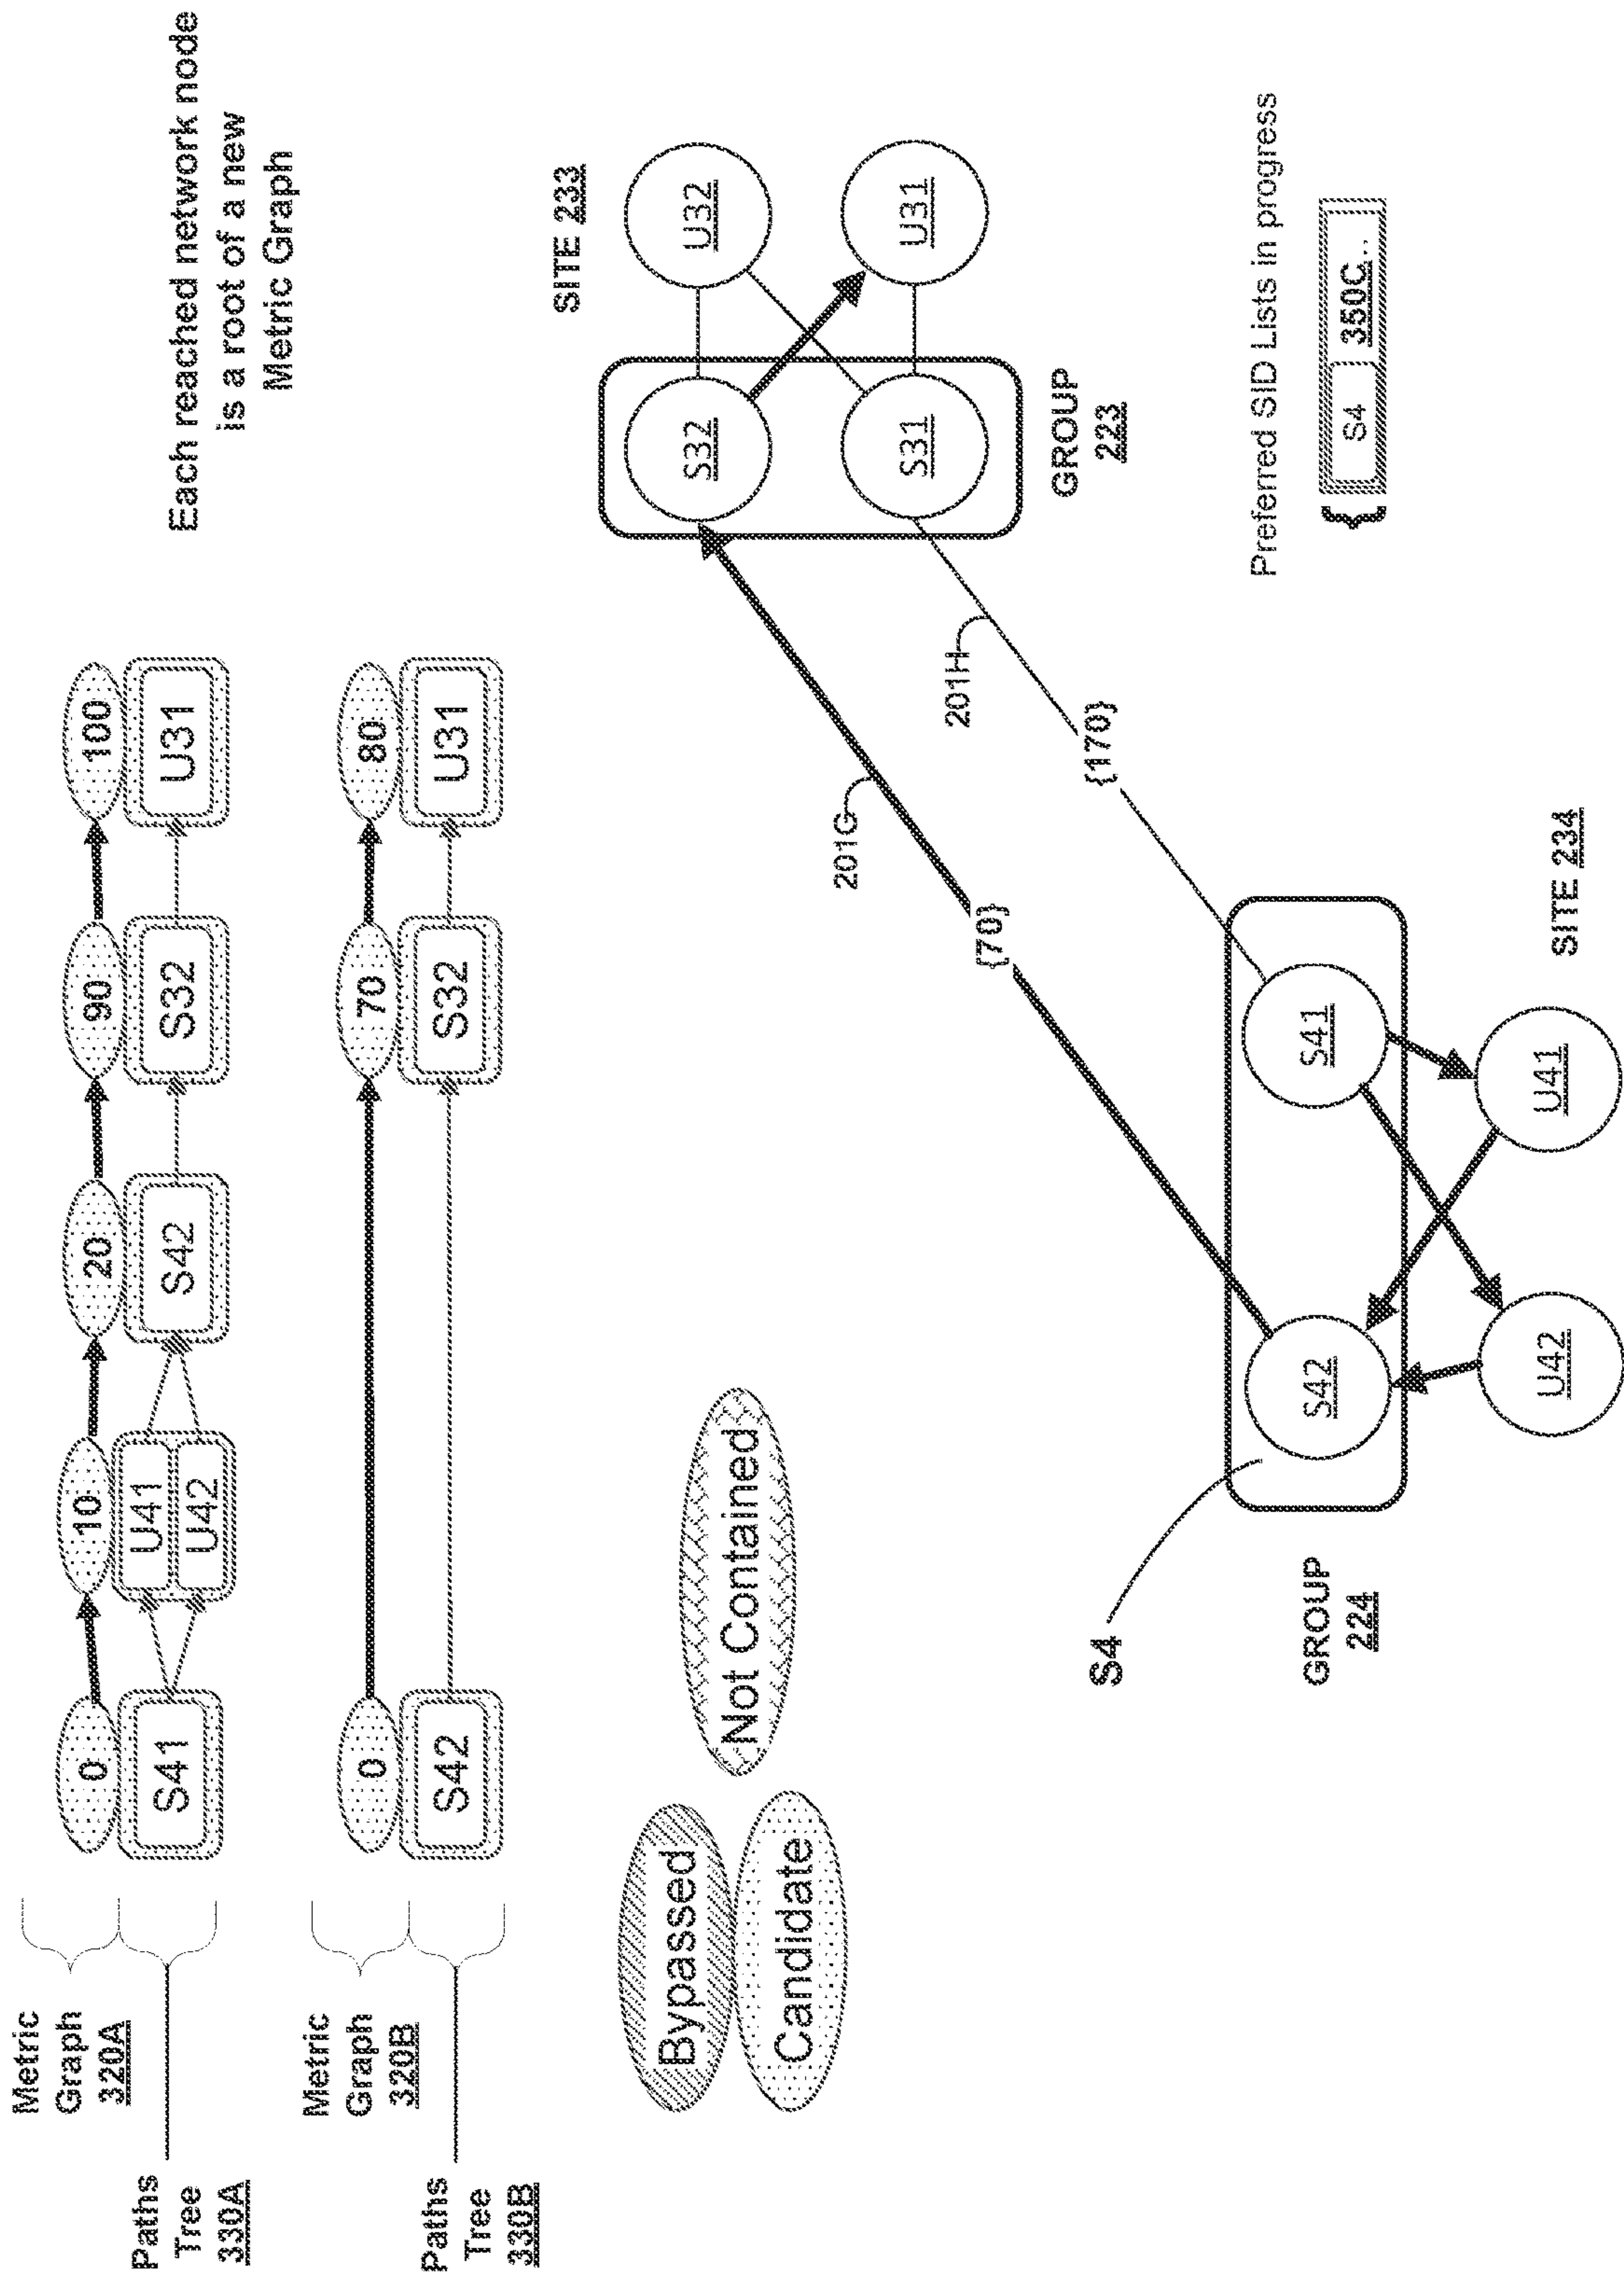 Metric
Graph
320A
0
10
20
90
100
Paths
Tree
330A
S41
U41
U42
S42
S32
U31
Metric
Graph
320B
0
70
80
Paths
Tree
330B
S42
S32
U31
Each reached network node
is a root of a new
Metric Graph
Bypassed
Candidate
Not Contained
SITE 233
S32
U32
S31
U31
GROUP
223
201G
{70}
201H
{170}
S4
GROUP
224
S42
S41
U42
U41
SITE 234
Preferred SID Lists in progress
{
S4
350C...